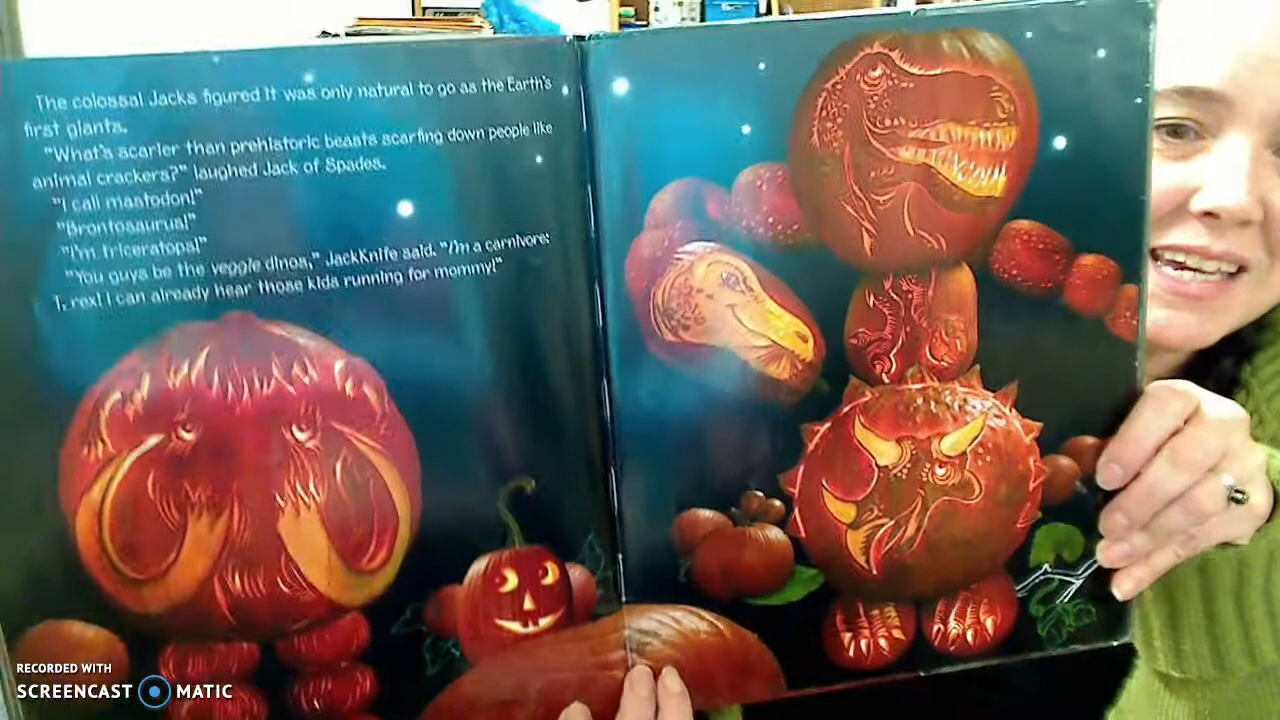 The colossal Jacks figured it was only natural to go as the Earth's
first giants.
"What's scarier than prehistoric beasts scarfing down people like
animal crackers?" laughed Jack of Spades.
"I call mastodon!"
"Brontosaurus!"
"I'm triceratops!"
"You guys be the veggie dinos," JackKnife said. "I'm a carnivore:
T. rex! I can already hear those kids running for mommy!"
RECORDED WITH
SCREENCAST MATIC